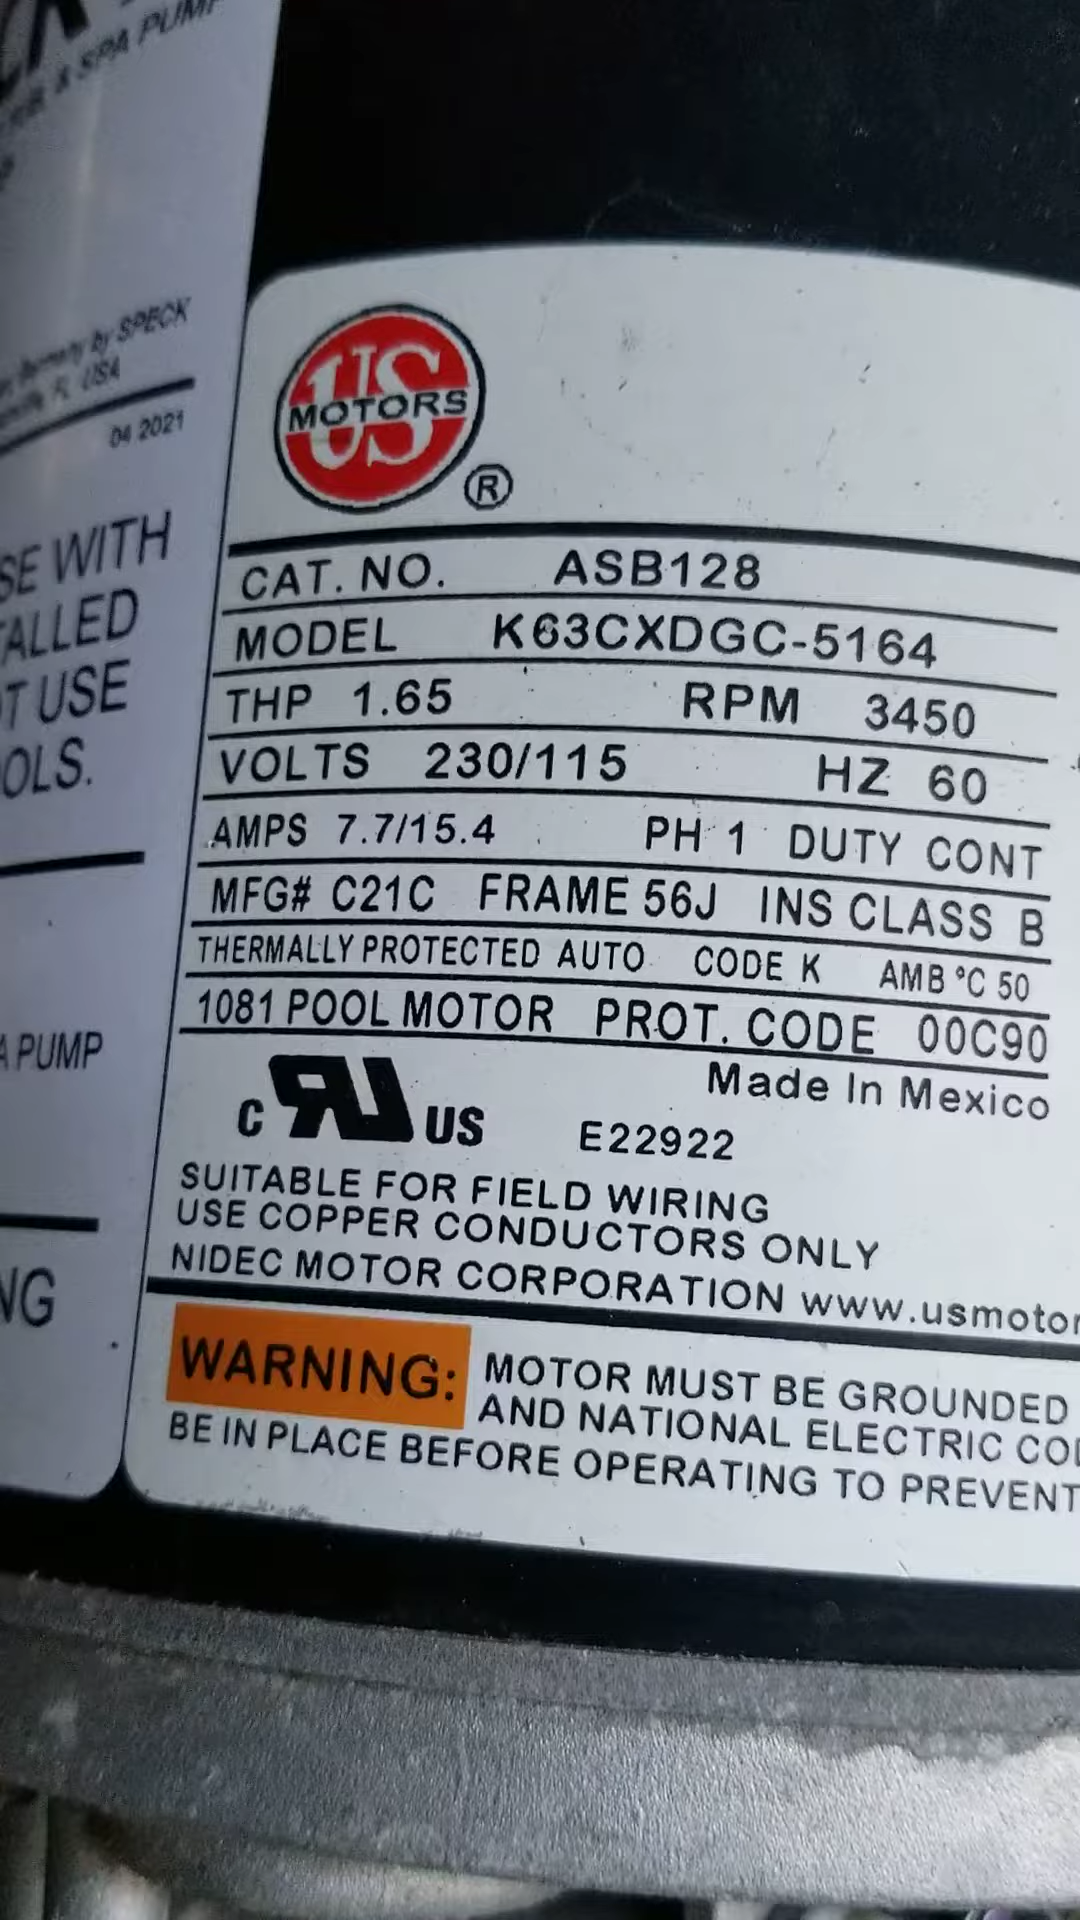 & SPA PUMP
formerly by SPECK
FL USA
04 2021
SE WITH
TALLED
OT USE
OLS.
A PUMP
NG
US
MOTORS
®
CAT. NO. ASB128
MODEL K63CXDGC-5164
THP 1.65 RPM 3450
VOLTS 230/115 HZ 60
AMPS 7.7/15.4 PH 1 DUTY CONT
MFG# C21C FRAME 56J INS CLASS B
THERMALLY PROTECTED AUTO CODE K AMB °C 50
1081 POOL MOTOR PROT. CODE 00C90
Made In Mexico
C RU US E22922
SUITABLE FOR FIELD WIRING
USE COPPER CONDUCTORS ONLY
NIDEC MOTOR CORPORATION www.usmotor
WARNING: MOTOR MUST BE GROUNDED
AND NATIONAL ELECTRIC COD
BE IN PLACE BEFORE OPERATING TO PREVENT